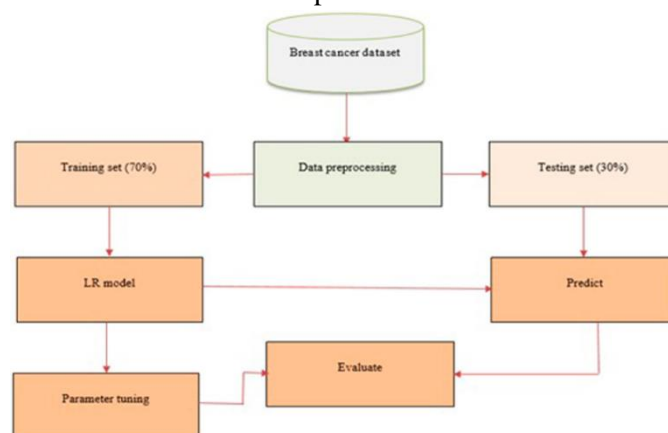 Breast cancer dataset
Training set (70%)
Data preprocessing
Testing set (30%)
LR model
Predict
Evaluate
Parameter tuning